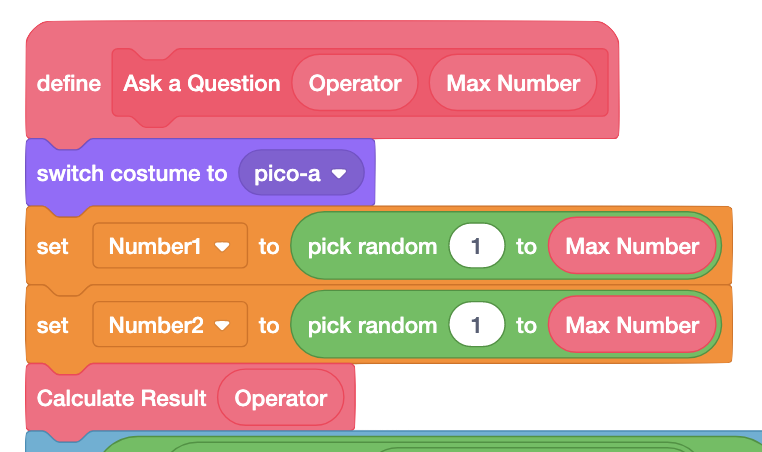 define Ask a Question Operator Max Number
switch costume to pico-a
set Number1 to pick random 1 to Max Number
set Number2 to pick random 1 to Max Number
Calculate Result Operator